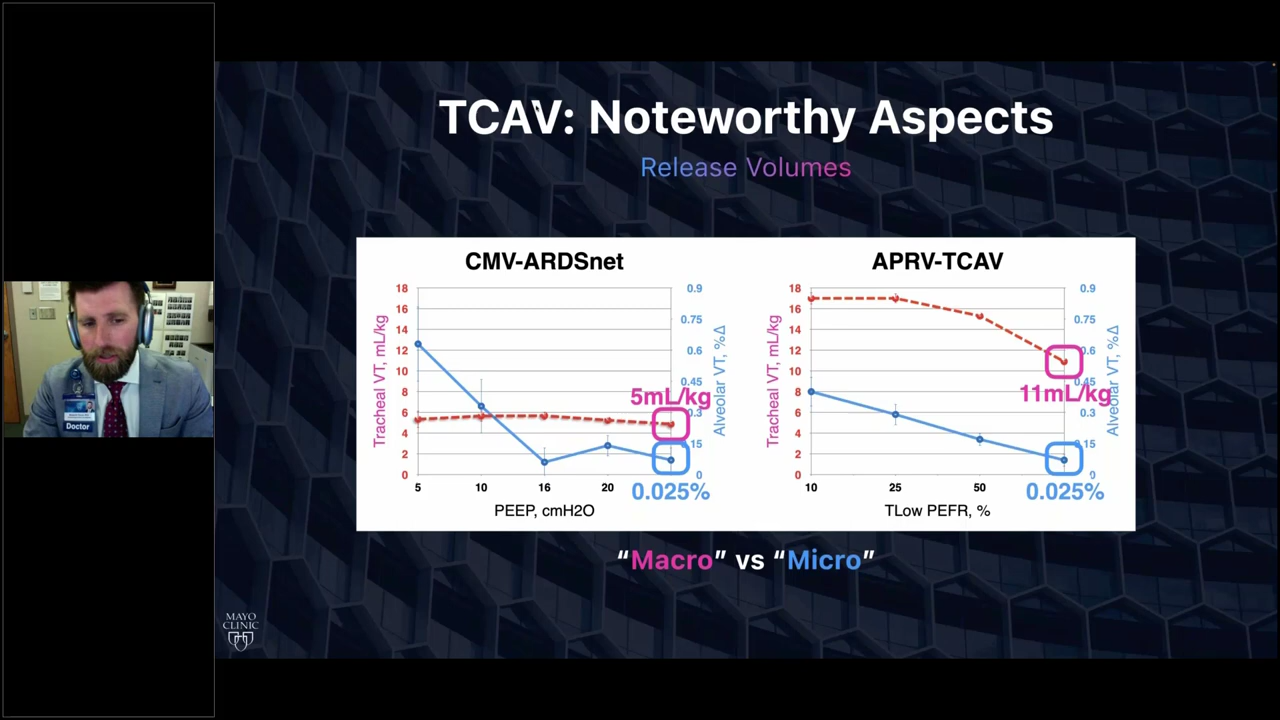 TCAV: Noteworthy Aspects
Release Volumes
CMV-ARDSnet
18
16
14
12
10
8
6
4
2
0
Tracheal VT, mL/kg
0.9
0.75
0.6
0.45
0.3
15
0
Alveolar VT, %Δ
5mL/kg
0.025%
5 10 16 20
PEEP, cmH2O
APRV-TCAV
18
16
14
12
10
8
6
4
2
0
Tracheal VT, mL/kg
0.9
0.75
0.6
0.45
0.3
0.15
0
Alveolar VT, %Δ
11mL/kg
0.025%
10 25 50
TLow PEFR, %
“Macro” vs “Micro”
MAYO
CLINIC
Doctor